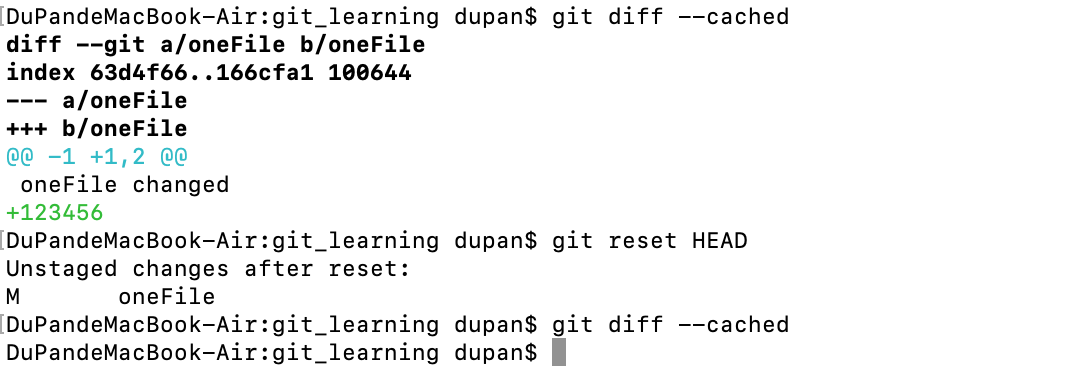 [DuPandeMacBook-Air:git_learning dupan$ git diff --cached
diff --git a/oneFile b/oneFile
index 63d4f66..166cfa1 100644
--- a/oneFile
+++ b/oneFile
@@ -1 +1,2 @@
 oneFile changed
+123456
[DuPandeMacBook-Air:git_learning dupan$ git reset HEAD
Unstaged changes after reset:
M	oneFile
[DuPandeMacBook-Air:git_learning dupan$ git diff --cached
DuPandeMacBook-Air:git_learning dupan$